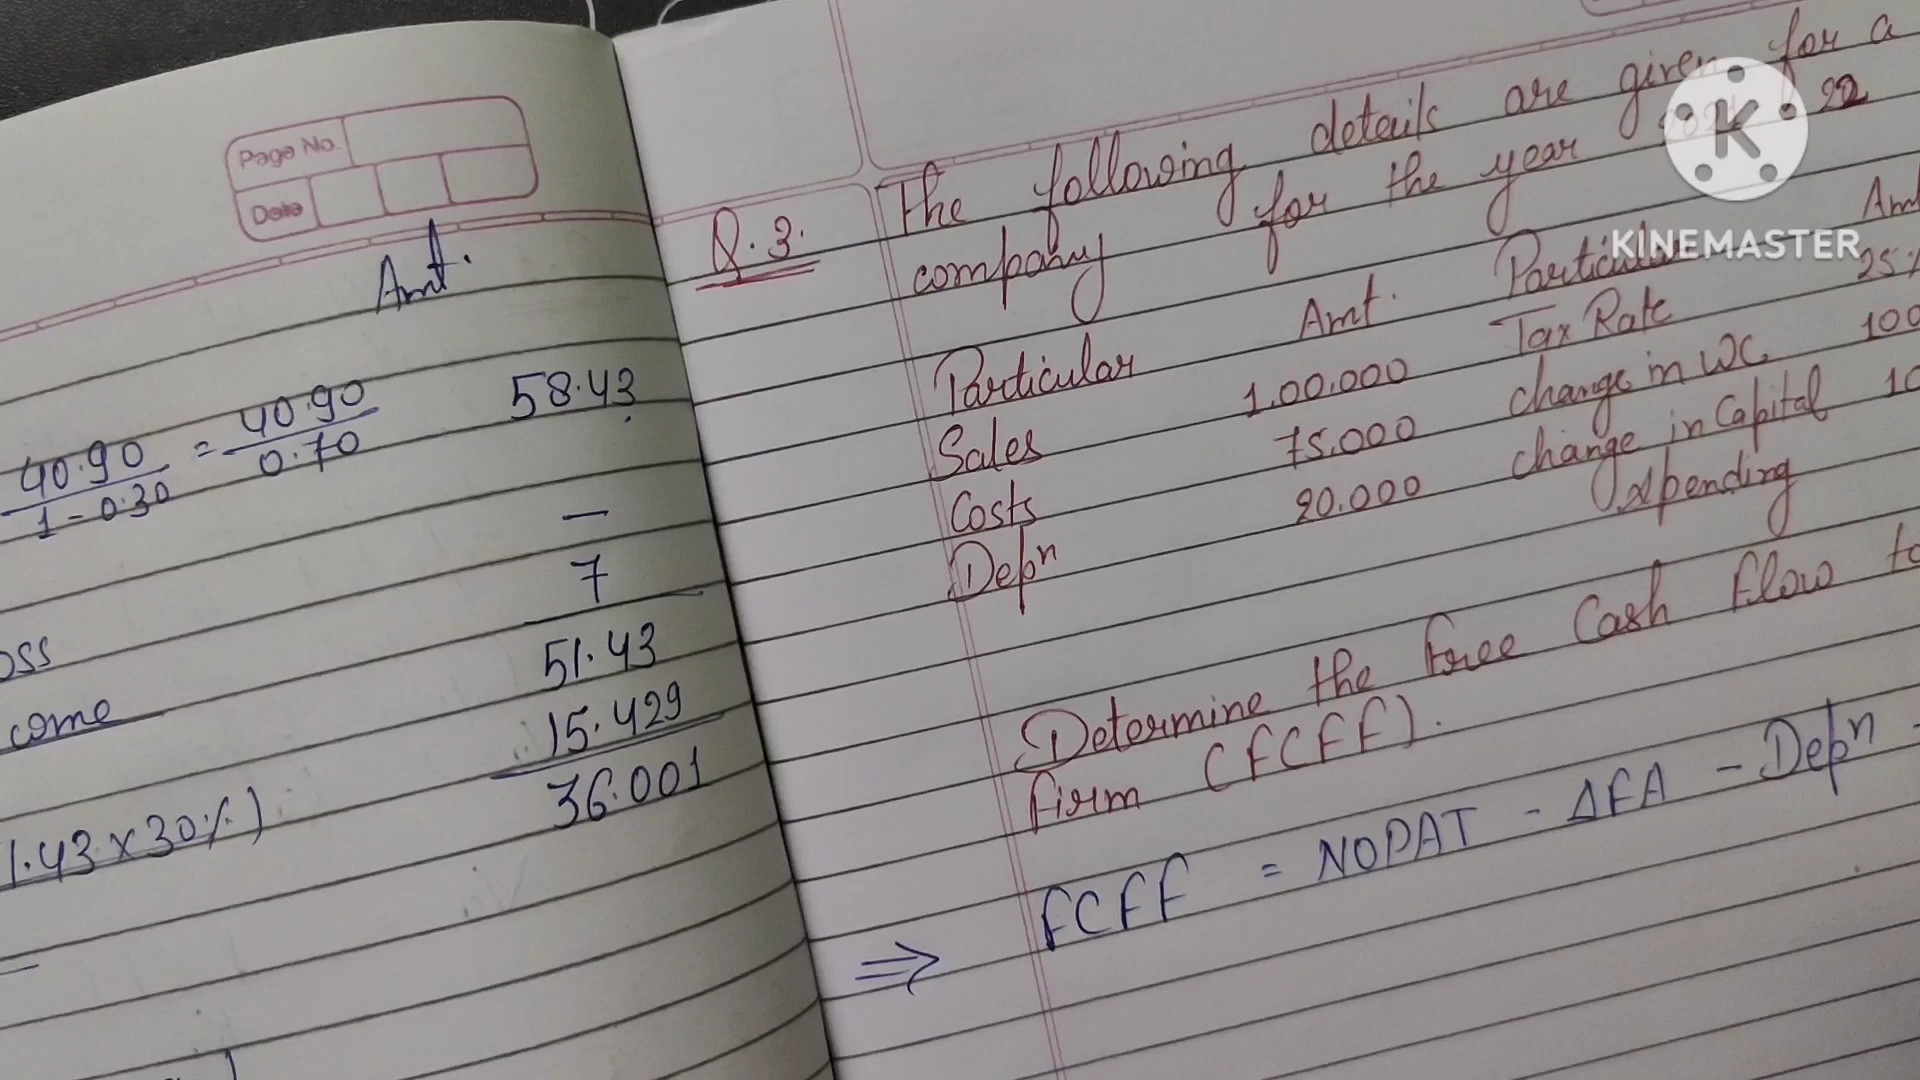 Page No.
Date
Amt.
40.90 = 40.90 58.43
1-0.30 0.70
—
7
oss 51.43
come 15.429
1.43 x 30%) 36.001
Q.3. The following details are given for a
company for the year 22
Particular Amt. Particular Amt
Sales 1,00,000 Tax Rate 25%
Costs 75,000 change in WC. 100
Depn 20,000 change in Capital 10
spending
Determine the Free Cash Flow to
firm (FCFF).
⇒ FCFF = NOPAT - ΔFA - Depn -
K
KINEMASTER